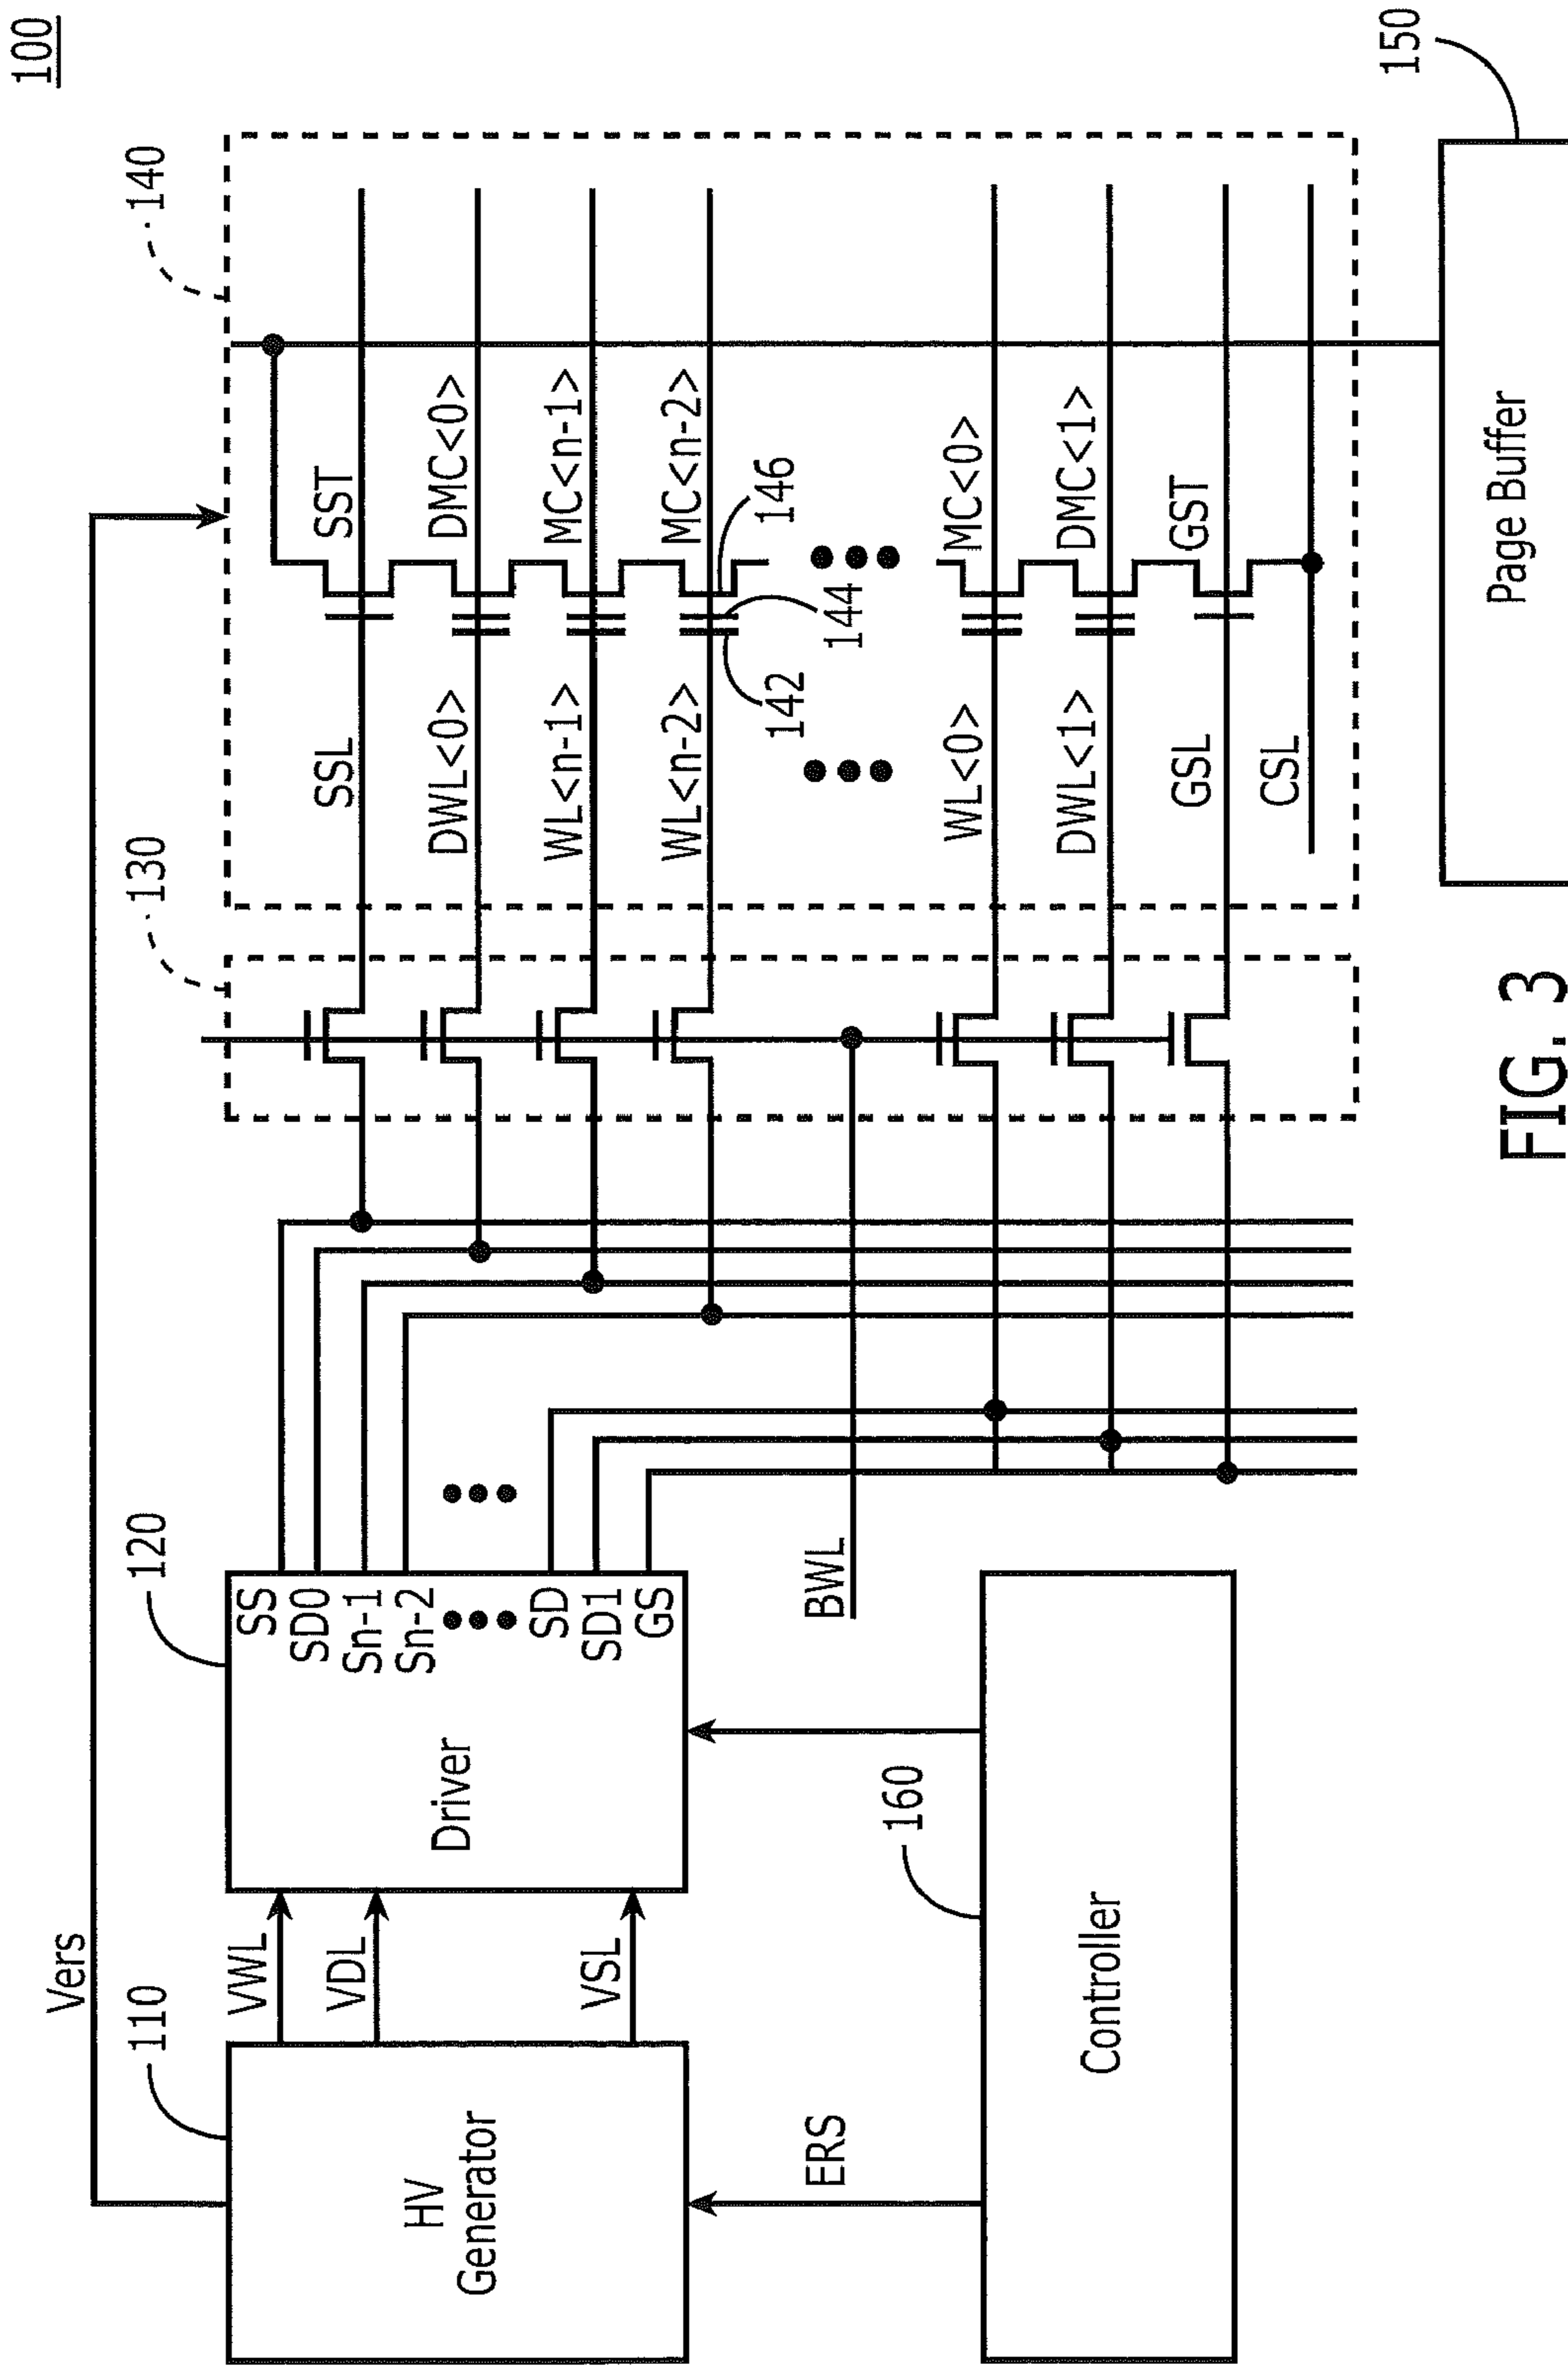 100
Vers
110
HV
Generator
VWL
VDL
VSL
120
Driver
SS
SD0
Sn-1
Sn-2
SD
SD1
GS
130
140
SSL
SST
DWL<0>
DMC<0>
WL<n-1>
MC<n-1>
WL<n-2>
MC<n-2>
142
144
146
WL<0>
MC<0>
DWL<1>
DMC<1>
GSL
GST
CSL
ERS
BWL
160
Controller
150
Page Buffer
FIG. 3